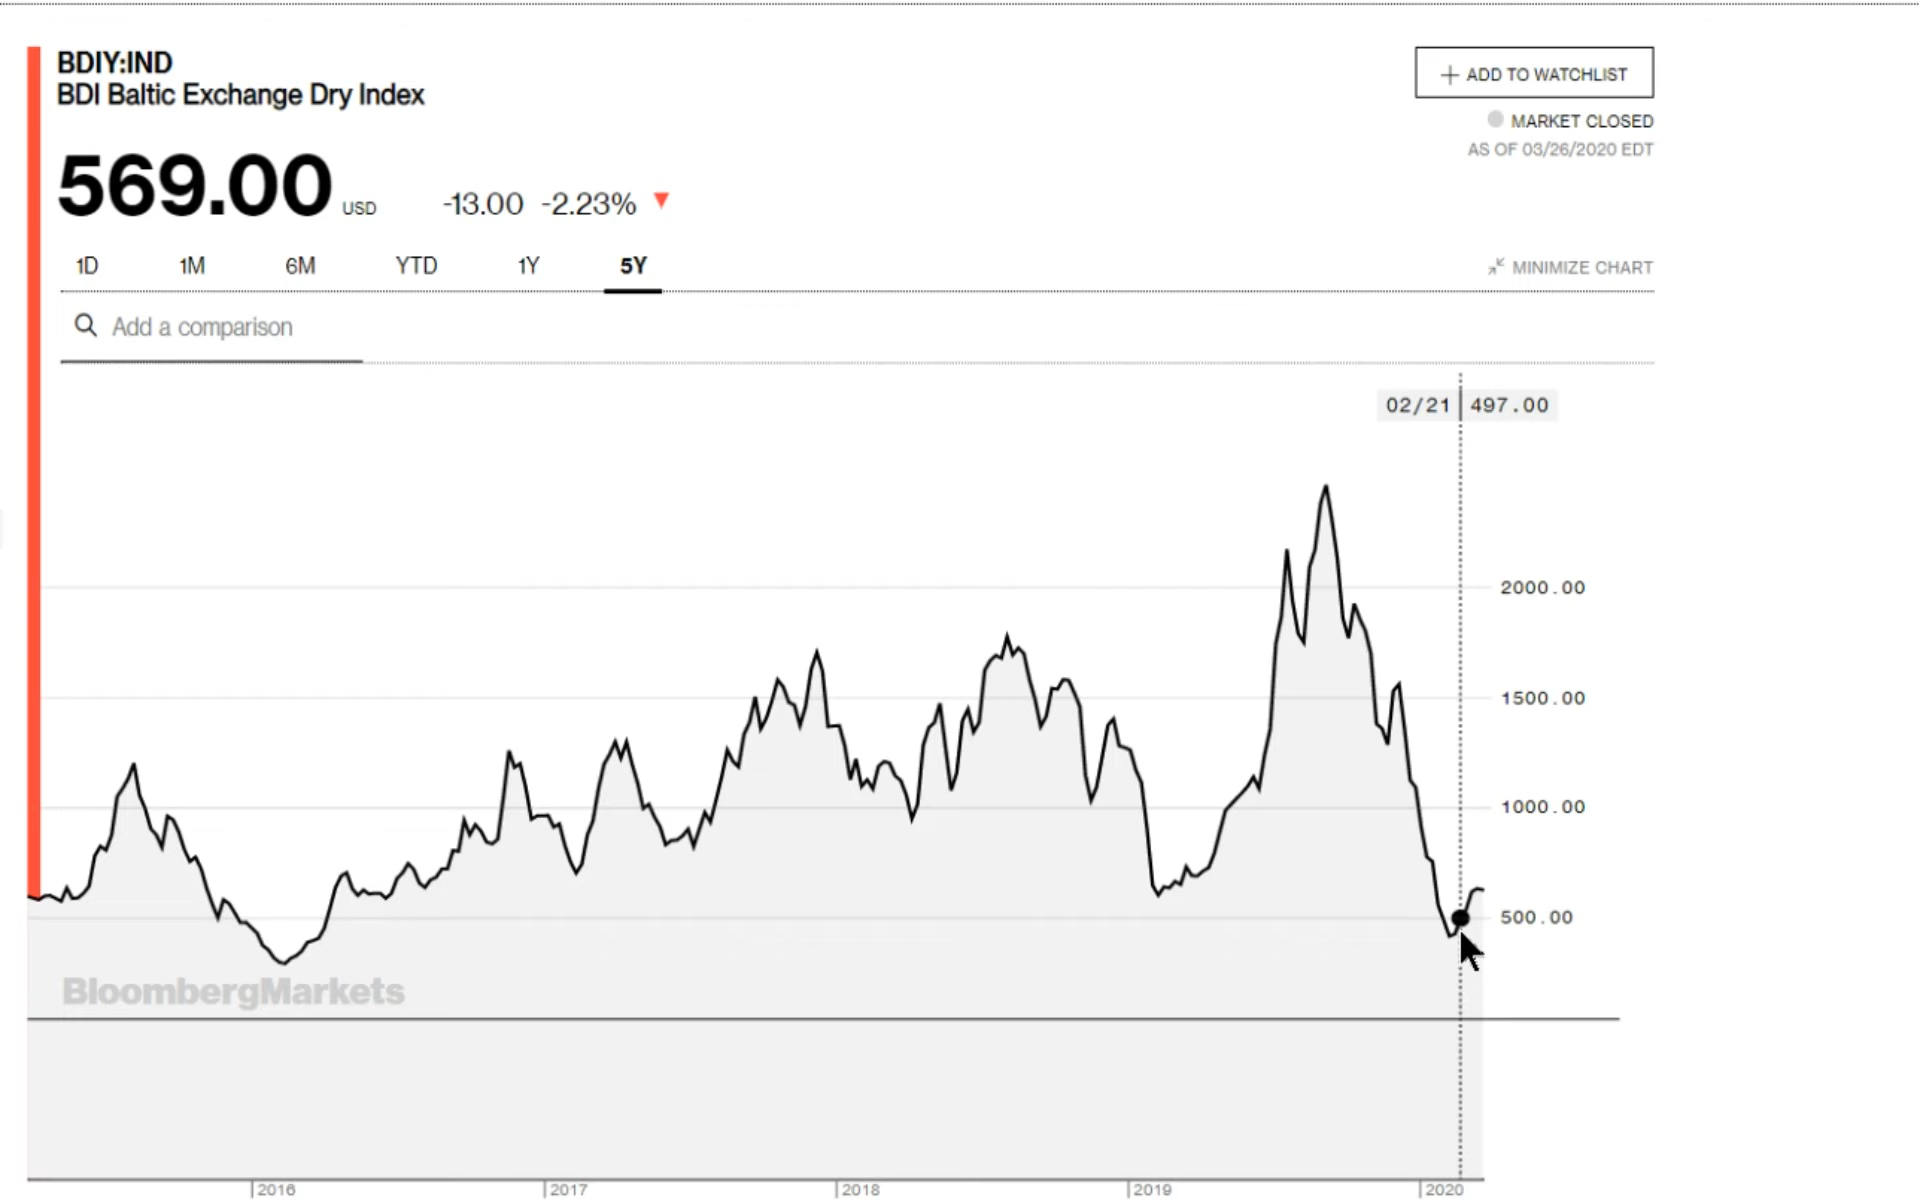 BDIY:IND
BDI Baltic Exchange Dry Index
+ ADD TO WATCHLIST
MARKET CLOSED
AS OF 03/26/2020 EDT
569.00 USD -13.00 -2.23% ▼
1D 1M 6M YTD 1Y 5Y
MINIMIZE CHART
Add a comparison
02/21 497.00
2000.00
1500.00
1000.00
500.00
BloombergMarkets
2016 2017 2018 2019 2020